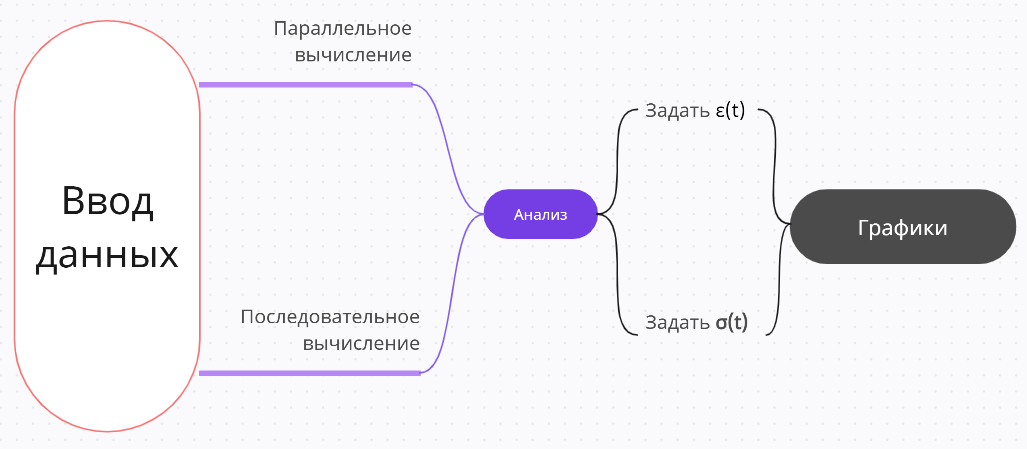 Ввод
данных
Параллельное
вычисление
Последовательное
вычисление
Анализ
Задать ε(t)
Задать σ(t)
Графики